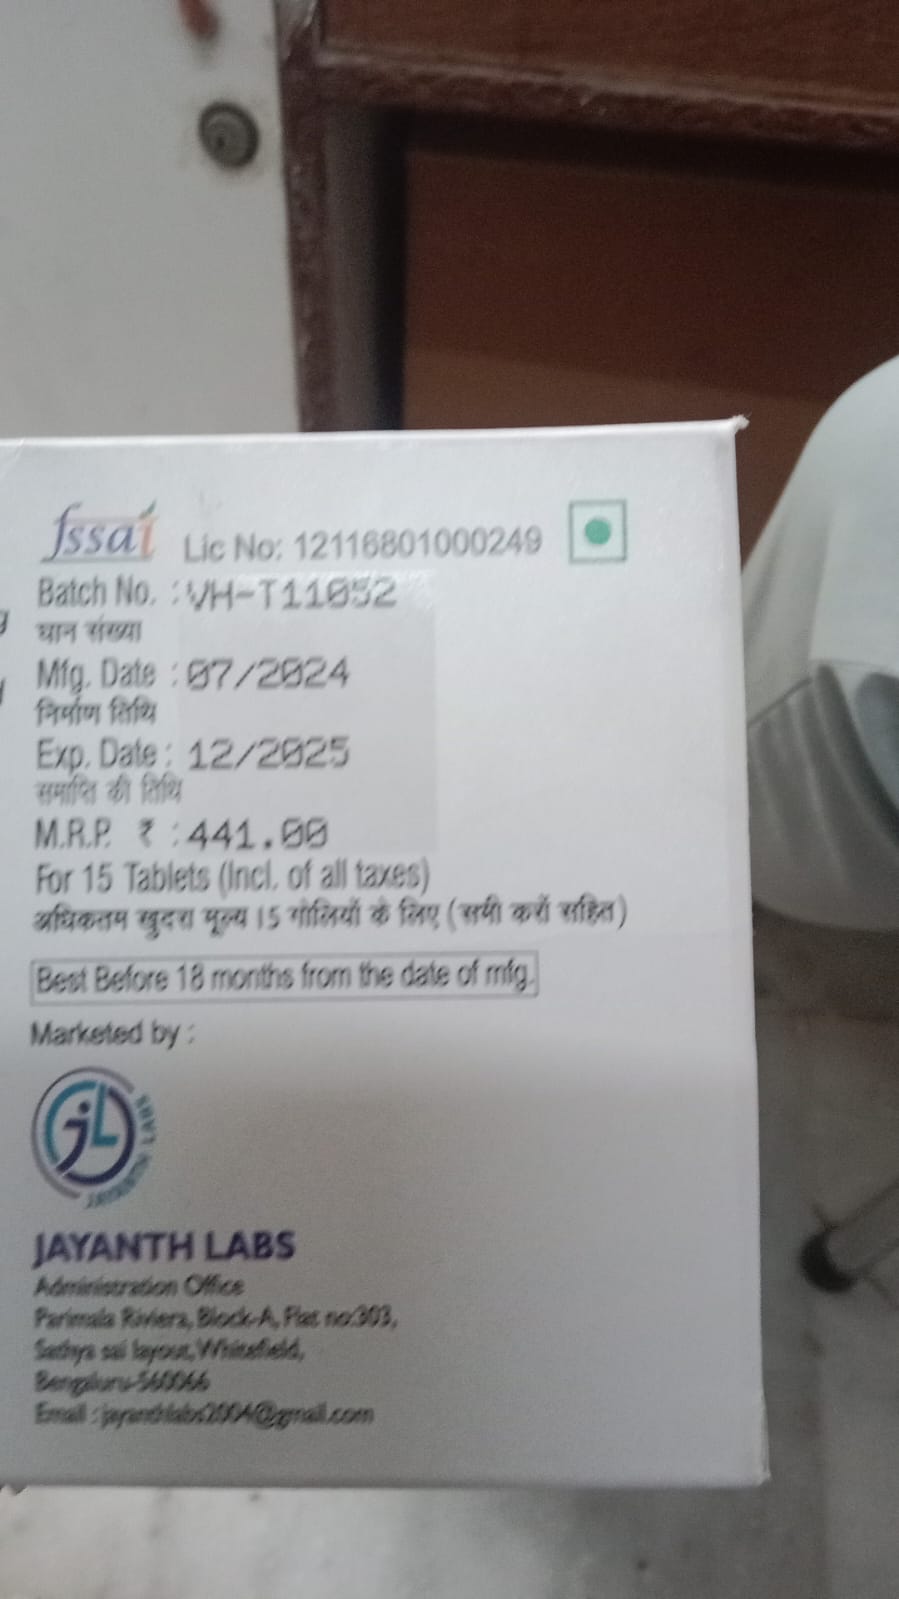 fssai Lic No: 12116801000249
Batch No. : VH-T11052
घान संख्या
Mfg. Date : 07/2024
निर्माण तिथि
Exp. Date : 12/2025
समाप्ति की तिथि
M.R.P. ₹ : 441.00
For 15 Tablets (Incl. of all taxes)
अधिकतम खुदरा मूल्य 15 गोलियों के लिए (सभी करों सहित)
Best Before 18 months from the date of mfg.
Marketed by :
JL
JAYANTH LABS
JAYANTH LABS
Administration Office
Parimala Riviera, Block-A, Flat no:303,
Sathya sai layout, Whitefield,
Bengaluru-560066
Email : jayanthlabs2004@gmail.com